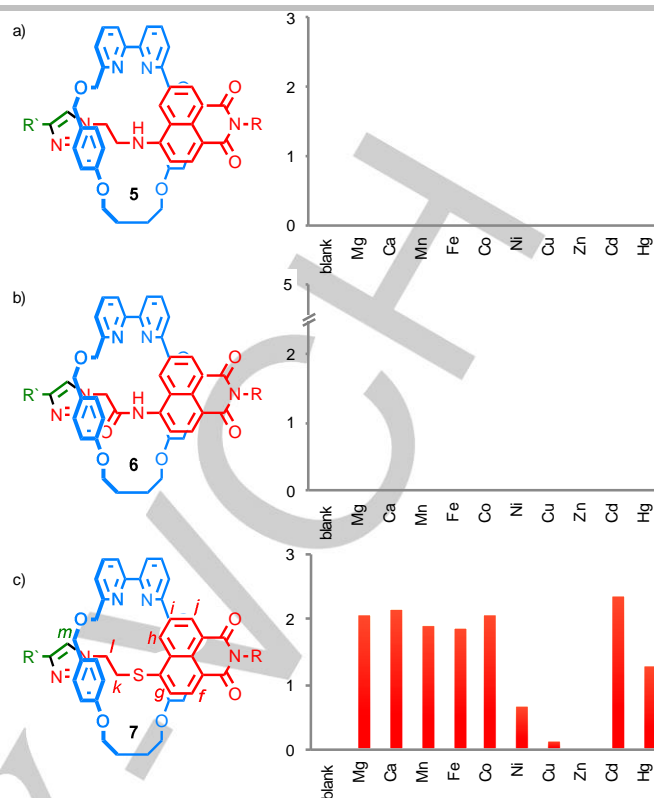 a)
3
2
1
0
N N
O
O
R` N N H N N-R
O
5
O O
blank Mg Ca Mn Fe Co Ni Cu Zn Cd Hg
b)
5
2
1
0
N N
O
O
R` N N H N N-R
O O
6
O O
blank Mg Ca Mn Fe Co Ni Cu Zn Cd Hg
c)
3
2
1
0
N N i j
O
m O h
R` N N l S N-R
k g f O
7
O O
blank Mg Ca Mn Fe Co Ni Cu Zn Cd Hg
VCH